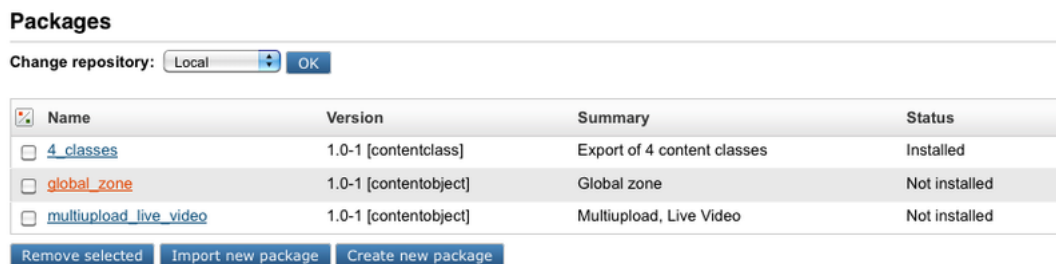 Packages
Change repository: Local OK
Name Version Summary Status
4_classes 1.0-1 [contentclass] Export of 4 content classes Installed
global_zone 1.0-1 [contentobject] Global zone Not installed
multiupload_live_video 1.0-1 [contentobject] Multiupload, Live Video Not installed
Remove selected Import new package Create new package